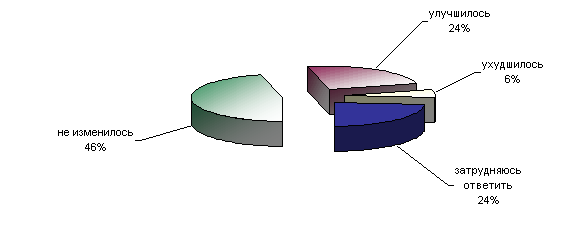 улучшилось
24%
ухудшилось
6%
не изменилось
46%
затрудняюсь
ответить
24%